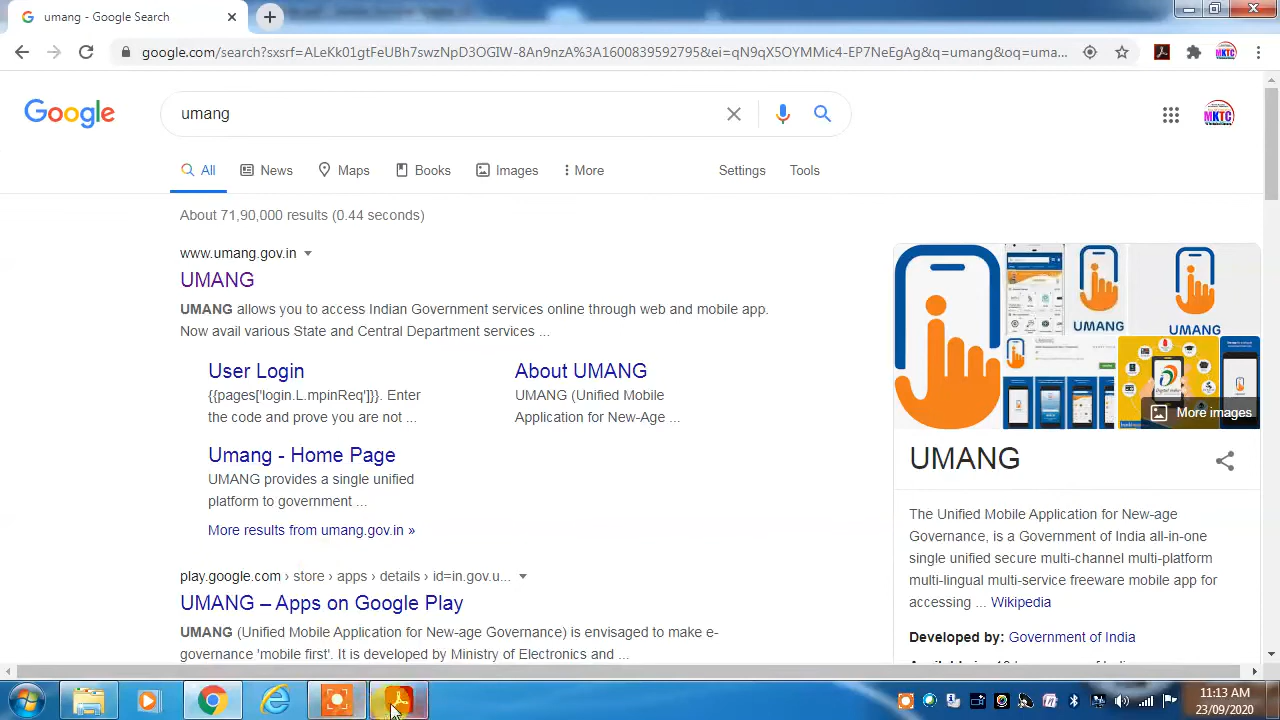 umang - Google Search
google.com/search?sxsrf=ALeKk01gtFeUBh7swzNpD3OGIW-8An9nzA%3A1600839592795&ei=qN9qX5OYMMic4-EP7NeEgAg&q=umang&oq=uma...
Google
umang
All News Maps Books Images More Settings Tools
About 71,90,000 results (0.44 seconds)
www.umang.gov.in
UMANG
UMANG allows you to access Indian Government services online through web and mobile app.
Now avail various State and Central Department services ...
User Login
{{pages['login.L.mpinReq']}}. Enter
the code and prove you are not ...
About UMANG
UMANG (Unified Mobile
Application for New-Age ...
Umang - Home Page
UMANG provides a single unified
platform to government ...
More results from umang.gov.in »
play.google.com › store › apps › details › id=in.gov.u...
UMANG – Apps on Google Play
UMANG (Unified Mobile Application for New-age Governance) is envisaged to make e-
governance 'mobile first'. It is developed by Ministry of Electronics and ...
MKTC
UMANG
UMANG
More images
UMANG
The Unified Mobile Application for New-age
Governance, is a Government of India all-in-one
single unified secure multi-channel multi-platform
multi-lingual multi-service freeware mobile app for
accessing ... Wikipedia
Developed by: Government of India
11:13 AM
23/09/2020